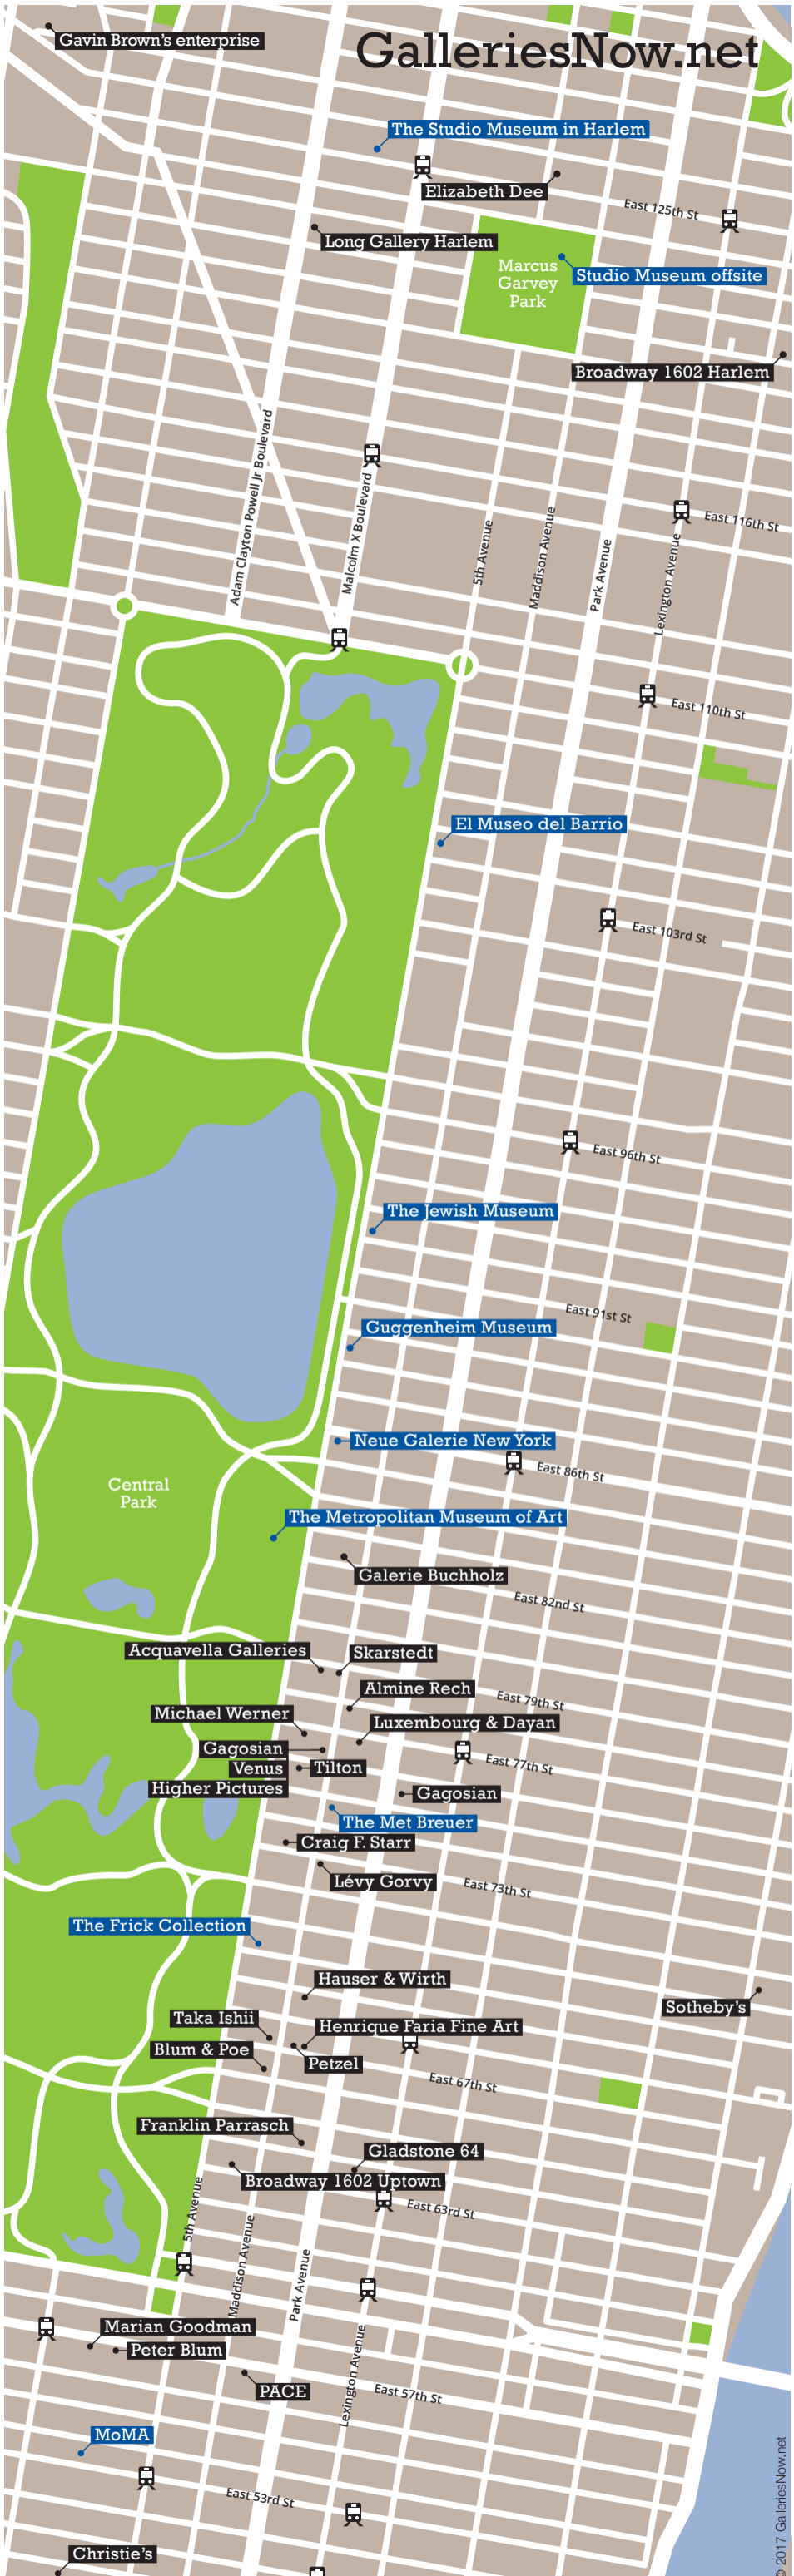 Gavin Brown's enterprise
GalleriesNow.net
The Studio Museum in Harlem
Elizabeth Dee
East 125th St
Long Gallery Harlem
Marcus
Garvey
Park
Studio Museum offsite
Broadway 1602 Harlem
Adam Clayton Powell Jr Boulevard
Malcolm X Boulevard
5th Avenue
Maddison Avenue
Park Avenue
Lexington Avenue
East 116th St
East 110th St
El Museo del Barrio
East 103rd St
East 96th St
The Jewish Museum
East 91st St
Guggenheim Museum
Neue Galerie New York
East 86th St
Central
Park
The Metropolitan Museum of Art
Galerie Buchholz
East 82nd St
Acquavella Galleries
Skarstedt
Almine Rech
East 79th St
Michael Werner
Luxembourg & Dayan
Gagosian
East 77th St
Venus
Tilton
Higher Pictures
Gagosian
The Met Breuer
Craig F. Starr
Lévy Gorvy
East 73th St
The Frick Collection
Hauser & Wirth
Sotheby's
Taka Ishii
Henrique Faria Fine Art
Blum & Poe
Petzel
East 67th St
Franklin Parrasch
Gladstone 64
Broadway 1602 Uptown
East 63rd St
5th Avenue
Maddison Avenue
Park Avenue
Lexington Avenue
Marian Goodman
Peter Blum
PACE
East 57th St
MoMA
East 53rd St
Christie's
© 2017 GalleriesNow.net